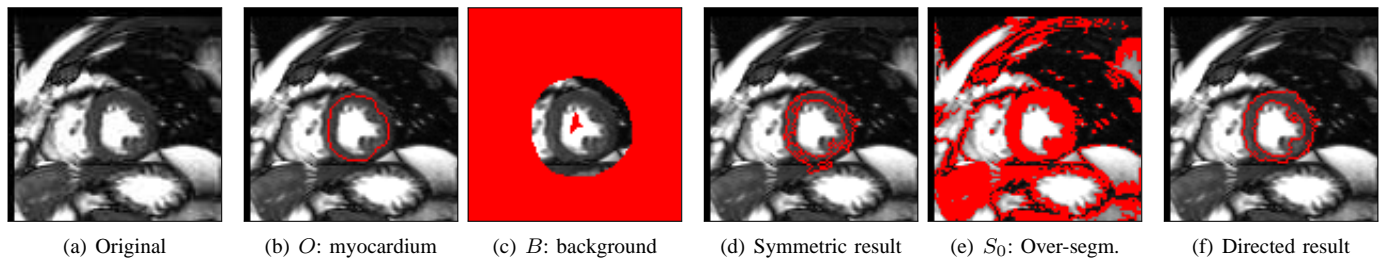 (a) Original
(b) O: myocardium
(c) B: background
(d) Symmetric result
(e) S₀: Over-segm.
(f) Directed result